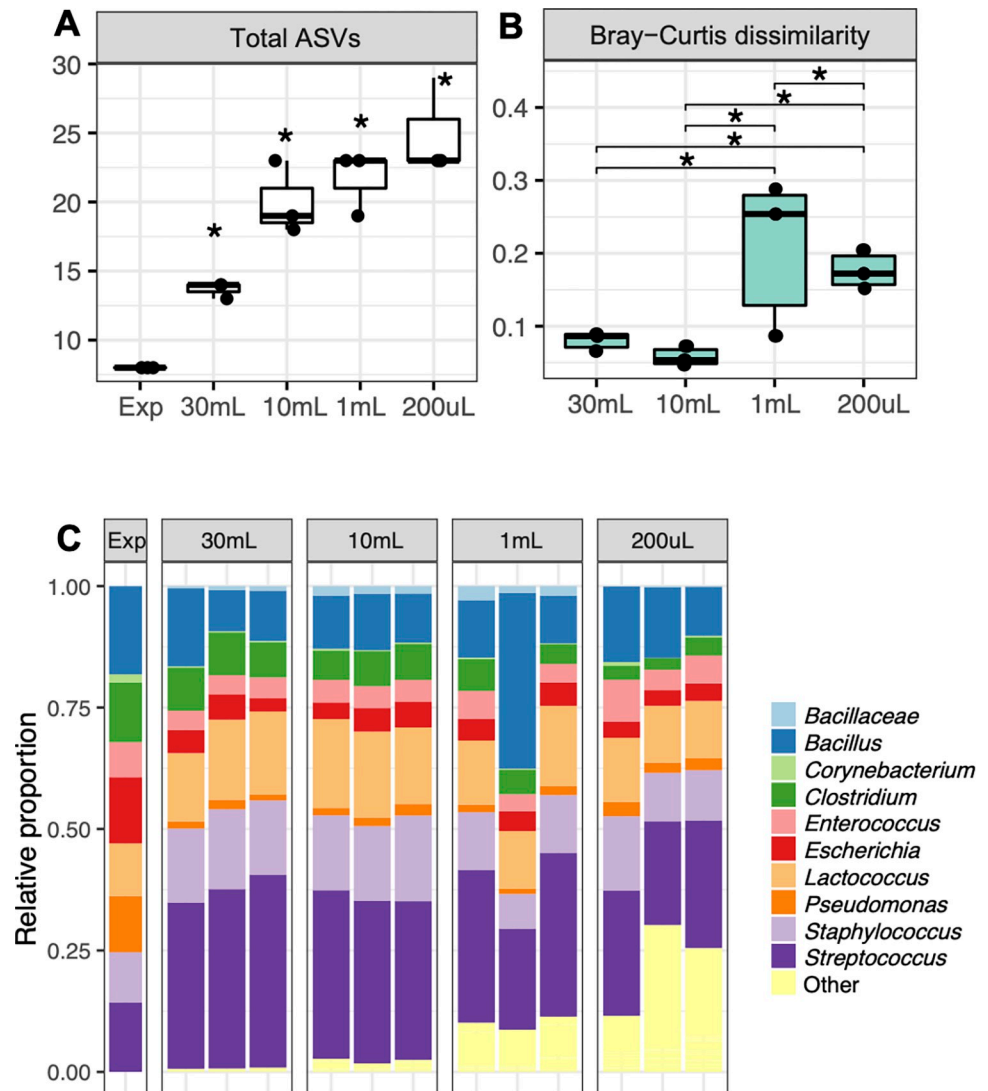 A
Total ASVs
30
25
20
15
10
*
*
*
*
Exp 30mL 10mL 1mL 200uL
B
Bray−Curtis dissimilarity
0.4
0.3
0.2
0.1
*
*
*
*
*
30mL 10mL 1mL 200uL
C
Exp 30mL 10mL 1mL 200uL
Relative proportion
1.00
0.75
0.50
0.25
0.00
Bacillaceae
Bacillus
Corynebacterium
Clostridium
Enterococcus
Escherichia
Lactococcus
Pseudomonas
Staphylococcus
Streptococcus
Other